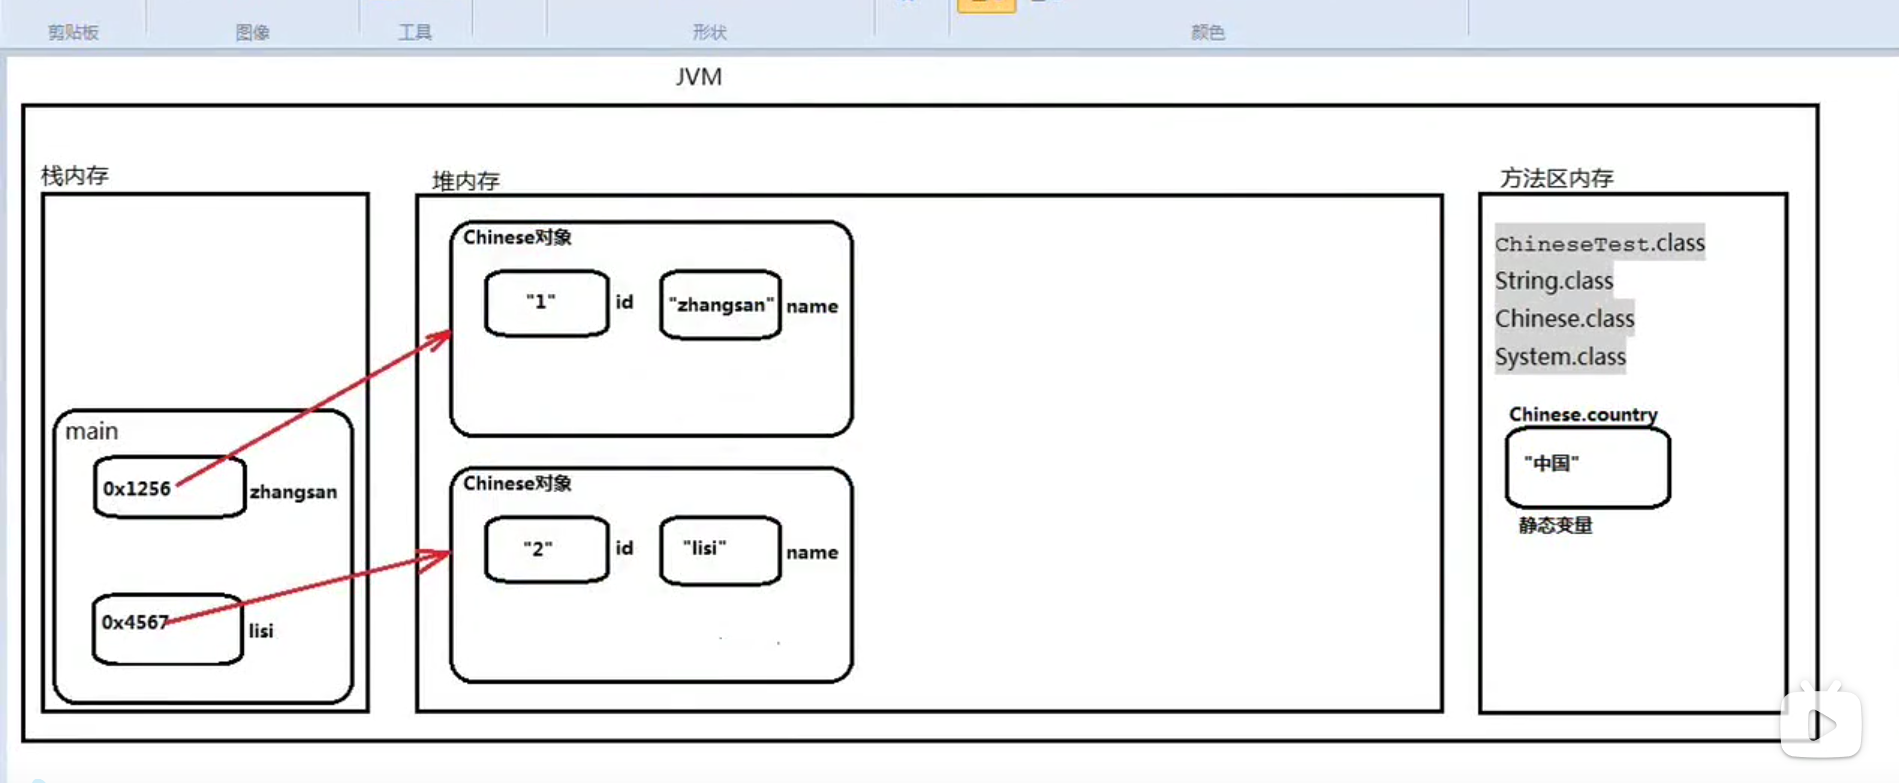 剪贴板
图像
工具
形状
颜色
JVM
栈内存
堆内存
方法区内存
Chinese对象
"1" id "zhangsan" name
ChineseTest.class
String.class
Chinese.class
System.class
Chinese.country
"中国"
静态变量
main
0x1256 zhangsan
Chinese对象
"2" id "lisi" name
0x4567 lisi